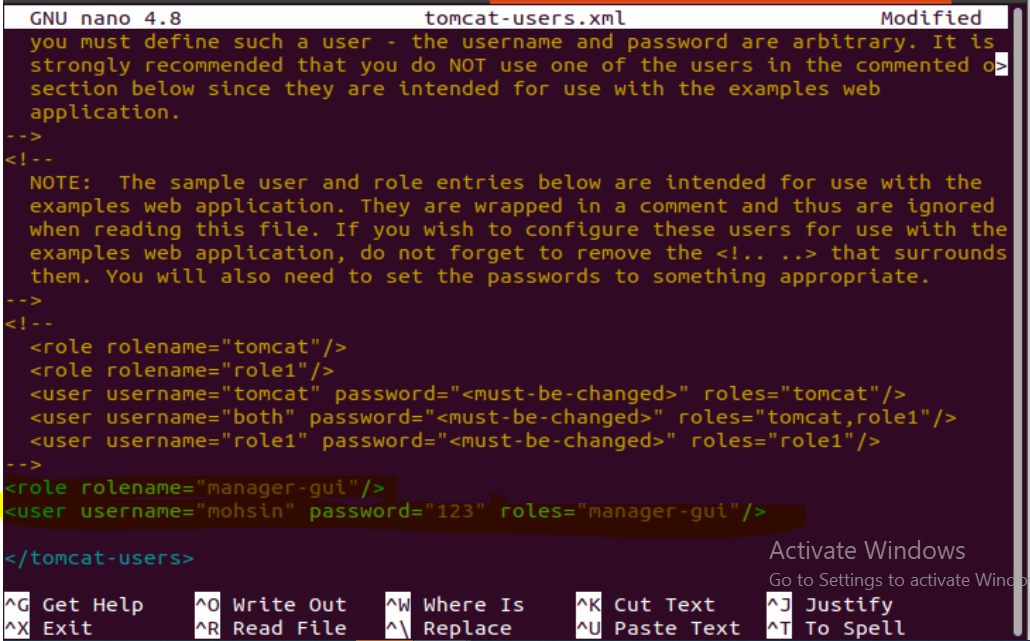 GNU nano 4.8 tomcat-users.xml Modified
you must define such a user - the username and password are arbitrary. It is
strongly recommended that you do NOT use one of the users in the commented o>
section below since they are intended for use with the examples web
application.
-->
<!--
NOTE:  The sample user and role entries below are intended for use with the
examples web application. They are wrapped in a comment and thus are ignored
when reading this file. If you wish to configure these users for use with the
examples web application, do not forget to remove the <!.. ..> that surrounds
them. You will also need to set the passwords to something appropriate.
-->
<!--
<role rolename="tomcat"/>
<role rolename="role1"/>
<user username="tomcat" password="<must-be-changed>" roles="tomcat"/>
<user username="both" password="<must-be-changed>" roles="tomcat,role1"/>
<user username="role1" password="<must-be-changed>" roles="role1"/>
-->
<role rolename="manager-gui"/>
<user username="mohsin" password="123" roles="manager-gui"/>
</tomcat-users>
Activate Windows
Go to Settings to activate Windo
^G Get Help ^O Write Out ^W Where Is ^K Cut Text ^J Justify
^X Exit ^R Read File ^\ Replace ^U Paste Text ^T To Spell